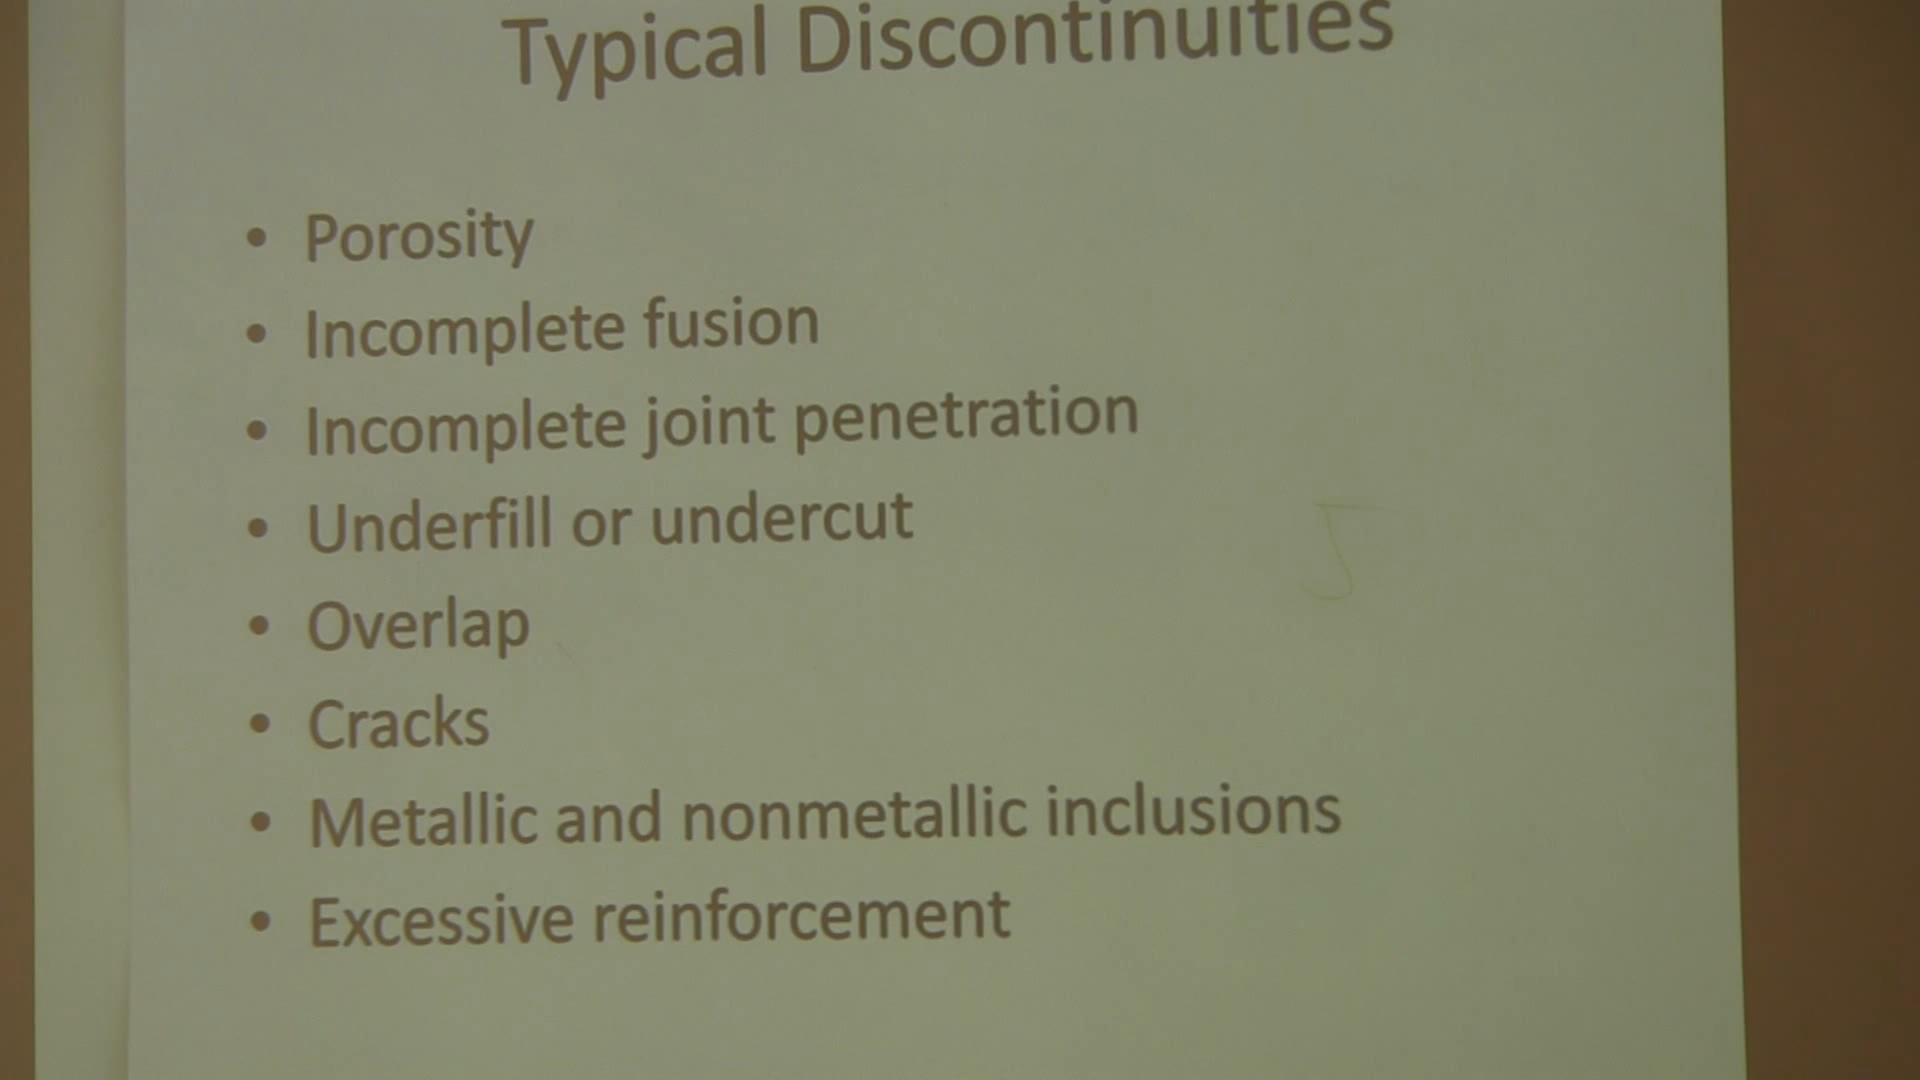 Typical Discontinuities
• Porosity
• Incomplete fusion
• Incomplete joint penetration
• Underfill or undercut
• Overlap
• Cracks
• Metallic and nonmetallic inclusions
• Excessive reinforcement